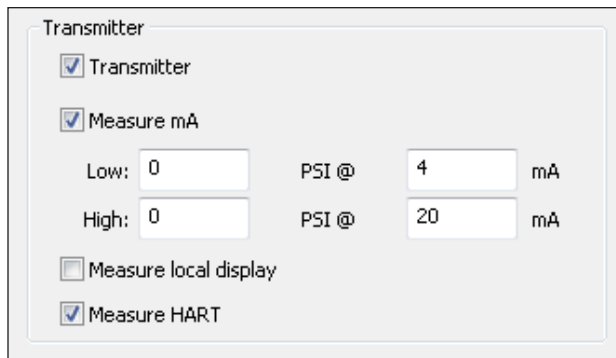 Transmitter
Transmitter
Measure mA
Low: 0 PSI @ 4 mA
High: 0 PSI @ 20 mA
Measure local display
Measure HART